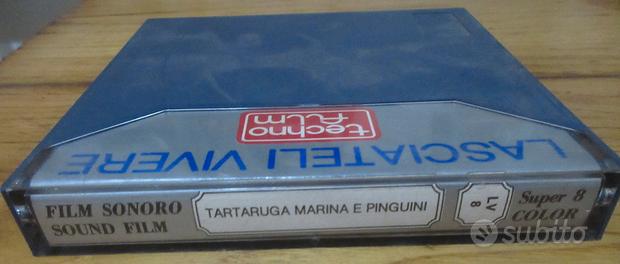 techno
film
LASCIATELI VIVERE
FILM SONORO
SOUND FILM
TARTARUGA MARINA E PINGUINI
LV
8
Super 8
COLOR
subito